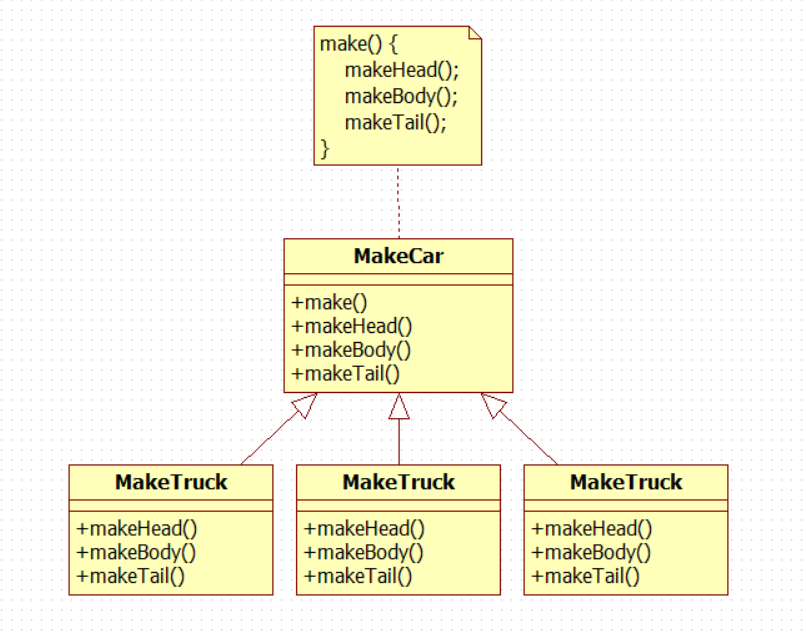 make() {
makeHead();
makeBody();
makeTail();
}
MakeCar
+make()
+makeHead()
+makeBody()
+makeTail()
MakeTruck
+makeHead()
+makeBody()
+makeTail()
MakeTruck
+makeHead()
+makeBody()
+makeTail()
MakeTruck
+makeHead()
+makeBody()
+makeTail()